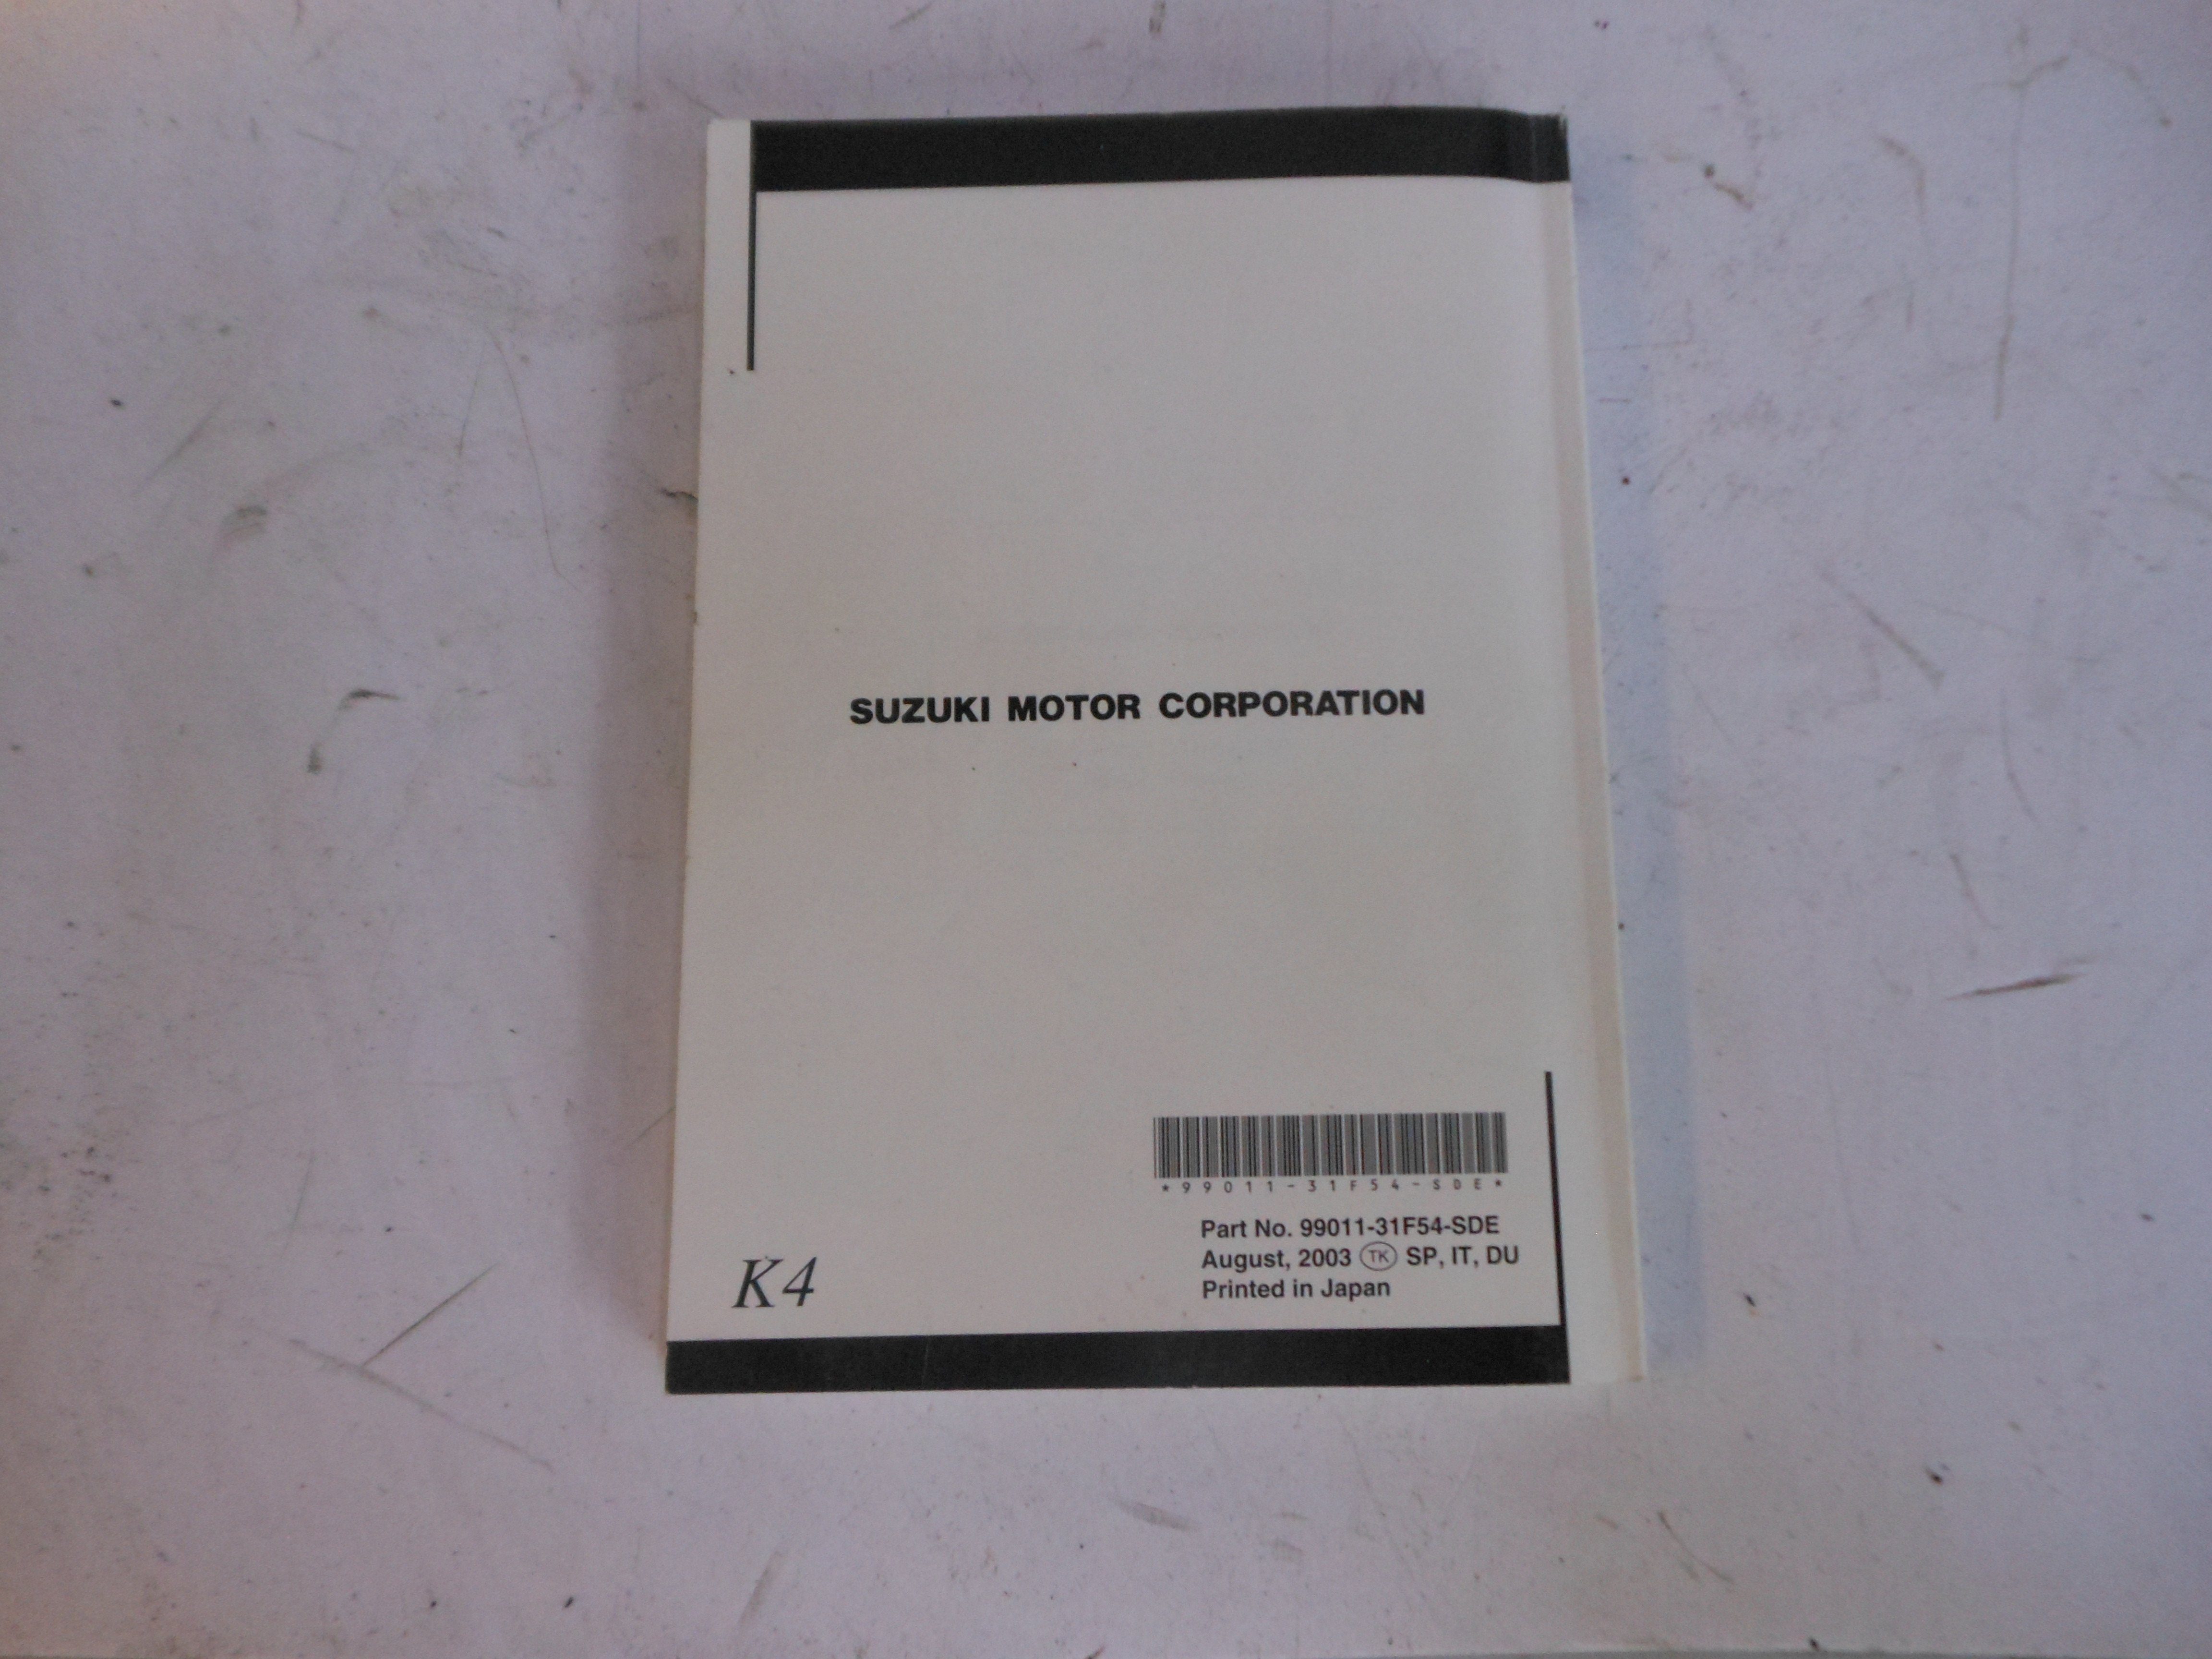 SUZUKI MOTOR CORPORATION
*99011-31F54-SDE*
Part No. 99011-31F54-SDE
August, 2003 TK SP, IT, DU
Printed in Japan
K4